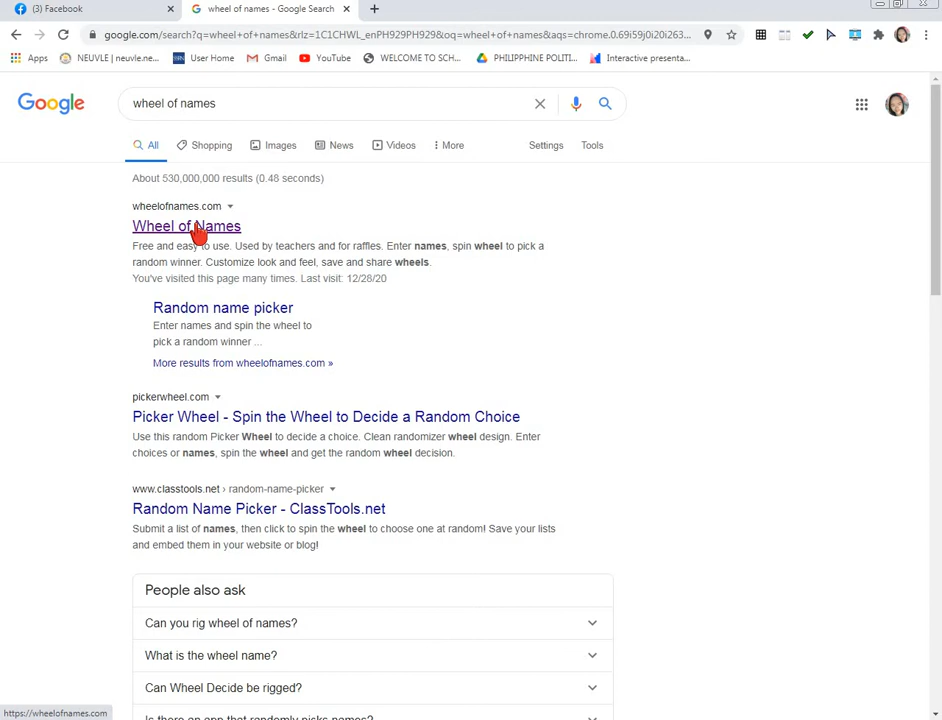 (3) Facebook
wheel of names - Google Search
google.com/search?q=wheel+of+names&rlz=1C1CHWL_enPH929PH929&oq=wheel+of+names&aqs=chrome.0.69i59j0i20i263...
Apps
NEUVLE | neuvle.ne...
User Home
Gmail
YouTube
WELCOME TO SCH...
PHILIPPINE POLITI...
Interactive presenta...
Google
wheel of names
All
Shopping
Images
News
Videos
More
Settings
Tools
About 530,000,000 results (0.48 seconds)
wheelofnames.com
Wheel of Names
Free and easy to use. Used by teachers and for raffles. Enter names, spin wheel to pick a
random winner. Customize look and feel, save and share wheels.
You've visited this page many times. Last visit: 12/28/20
Random name picker
Enter names and spin the wheel to
pick a random winner ...
More results from wheelofnames.com »
pickerwheel.com
Picker Wheel - Spin the Wheel to Decide a Random Choice
Use this random Picker Wheel to decide a choice. Clean randomizer wheel design. Enter
choices or names, spin the wheel and get the random wheel decision.
www.classtools.net › random-name-picker
Random Name Picker - ClassTools.net
Submit a list of names, then click to spin the wheel to choose one at random! Save your lists
and embed them in your website or blog!
People also ask
Can you rig wheel of names?
What is the wheel name?
Can Wheel Decide be rigged?
Is there an app that randomly picks names?
https://wheelofnames.com